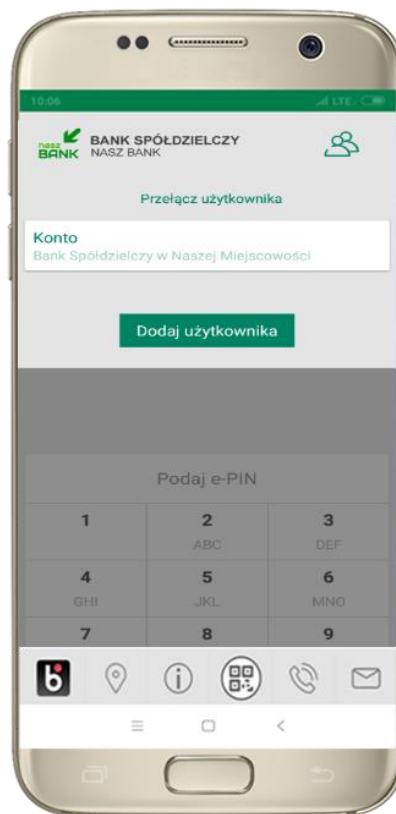 10:06
LTE
nasz
BANK
BANK SPÓŁDZIELCZY
NASZ BANK
Przełącz użytkownika
Konto
Bank Spółdzielczy w Naszej Miejscowości
Dodaj użytkownika
Podaj e-PIN
1
2
3
ABC
DEF
4
5
6
GHI
JKL
MNO
7
8
9
b